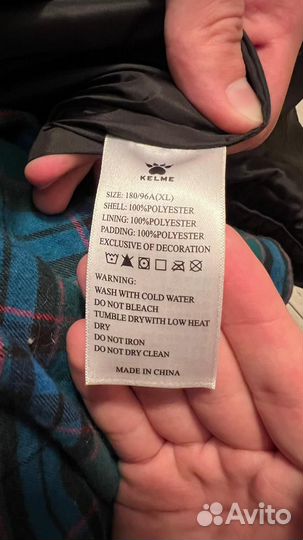 KELME
SIZE: 180/96A(XL)
SHELL: 100%POLYESTER
LINING: 100%POLYESTER
PADDING: 100%POLYESTER
EXCLUSIVE OF DECORATION
WARNING:
WASH WITH COLD WATER
DO NOT BLEACH
TUMBLE DRYWITH LOW HEAT
DRY
DO NOT IRON
DO NOT DRY CLEAN
MADE IN CHINA
Avito